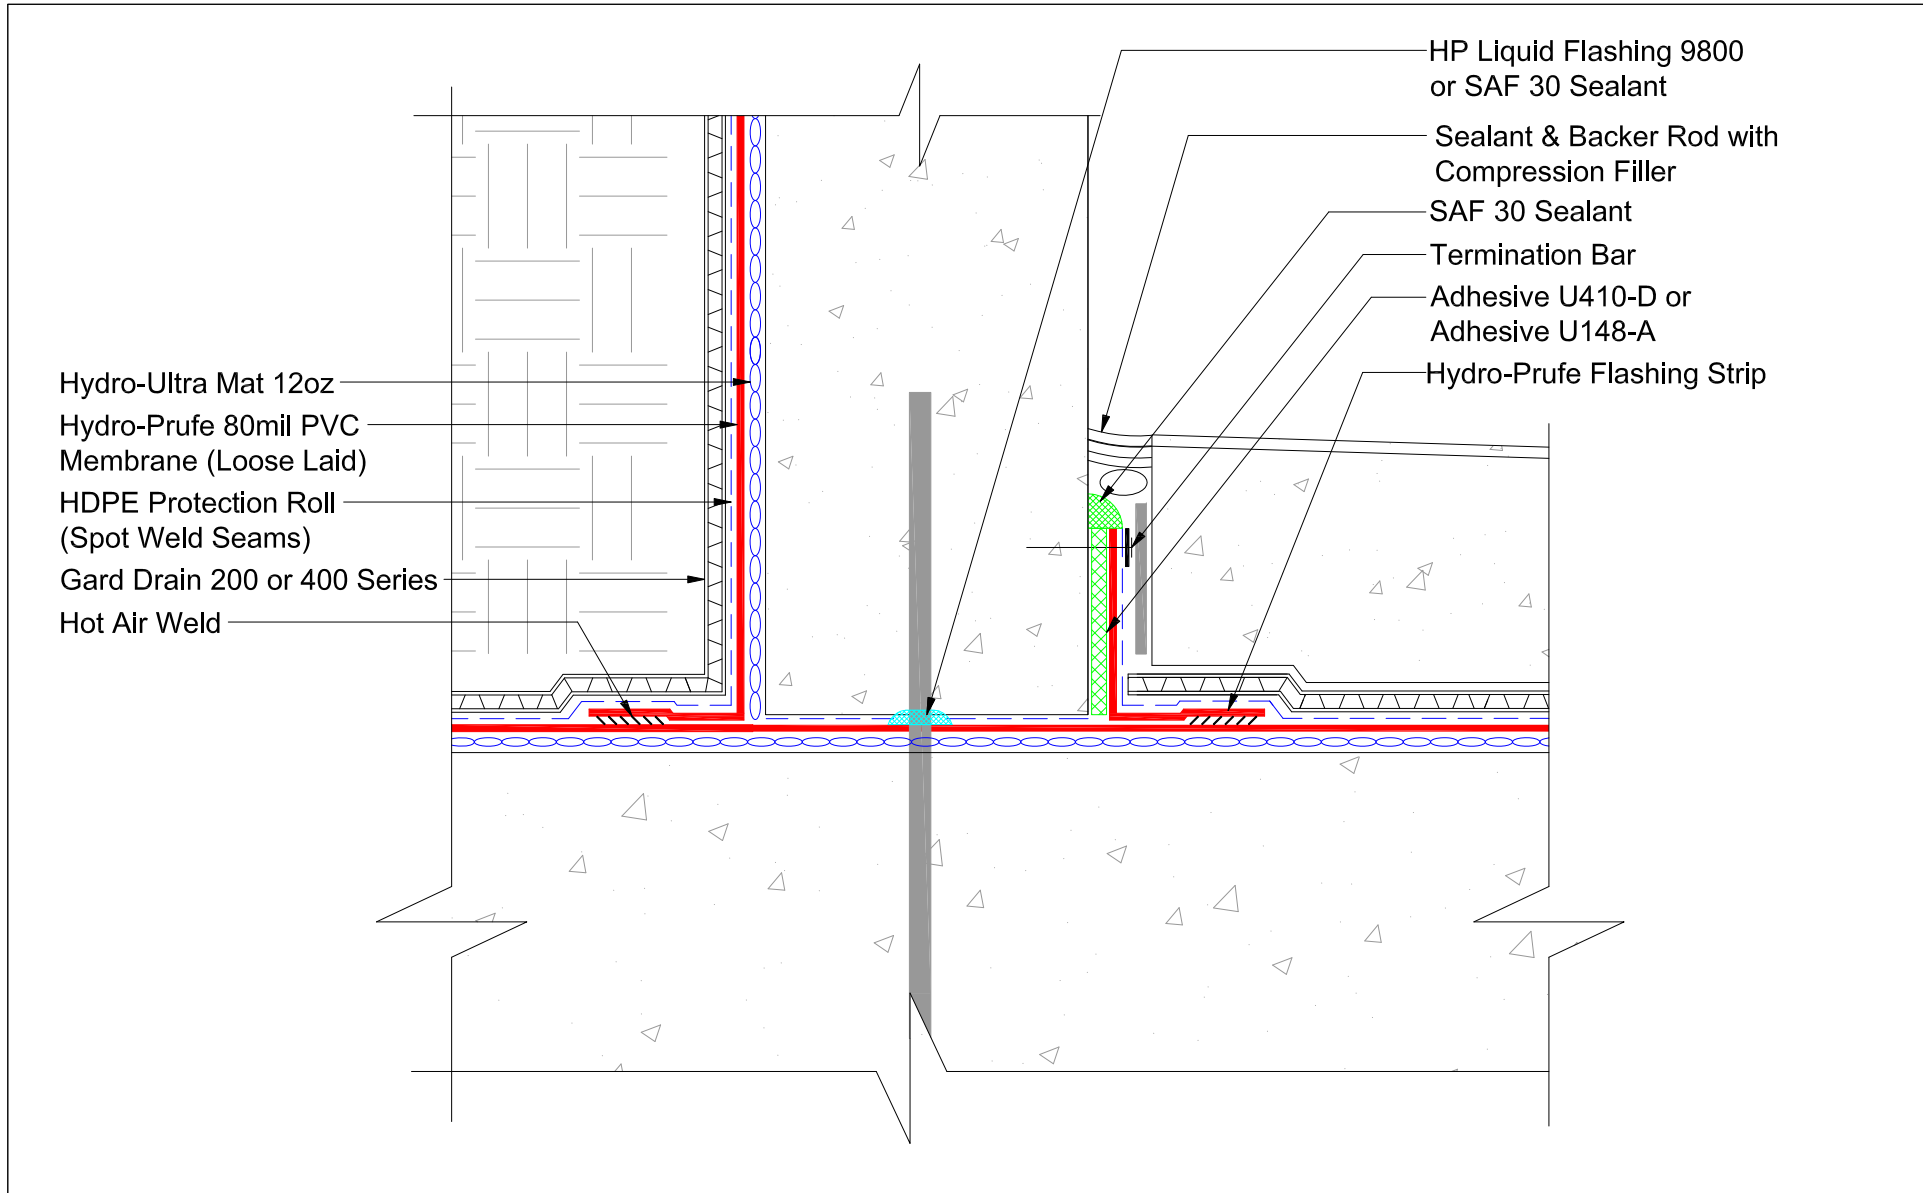 Hydro-Ultra Mat 12oz
Hydro-Prufe 80mil PVC
Membrane (Loose Laid)
HDPE Protection Roll
(Spot Weld Seams)
Gard Drain 200 or 400 Series
Hot Air Weld
HP Liquid Flashing 9800
or SAF 30 Sealant
Sealant & Backer Rod with
Compression Filler
SAF 30 Sealant
Termination Bar
Adhesive U410-D or
Adhesive U148-A
Hydro-Prufe Flashing Strip